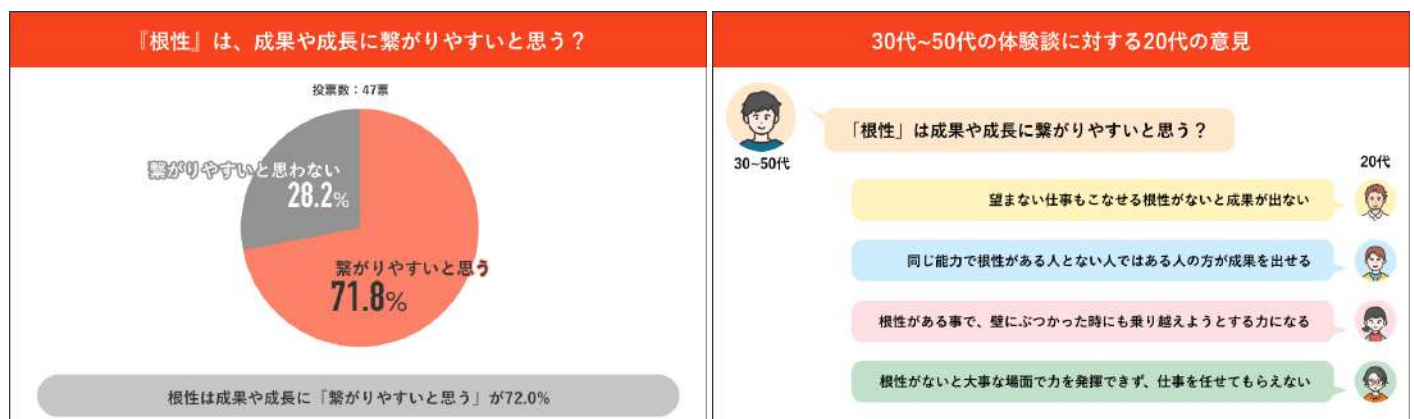 『根性』は、成果や成長に繋がりやすいと思う?
投票数：47票
繋がりやすいと思わない
28.2%
繋がりやすいと思う
71.8%
根性は成果や成長に「繋がりやすいと思う」が72.0%
30代~50代の体験談に対する20代の意見
「根性」は成果や成長に繋がりやすいと思う?
30~50代
20代
望まない仕事もこなせる根性がないと成果が出ない
同じ能力で根性がある人とない人ではある人の方が成果を出せる
根性がある事で、壁にぶつかった時にも乗り越えようとする力になる
根性がないと大事な場面で力を発揮できず、仕事を任せてもらえない